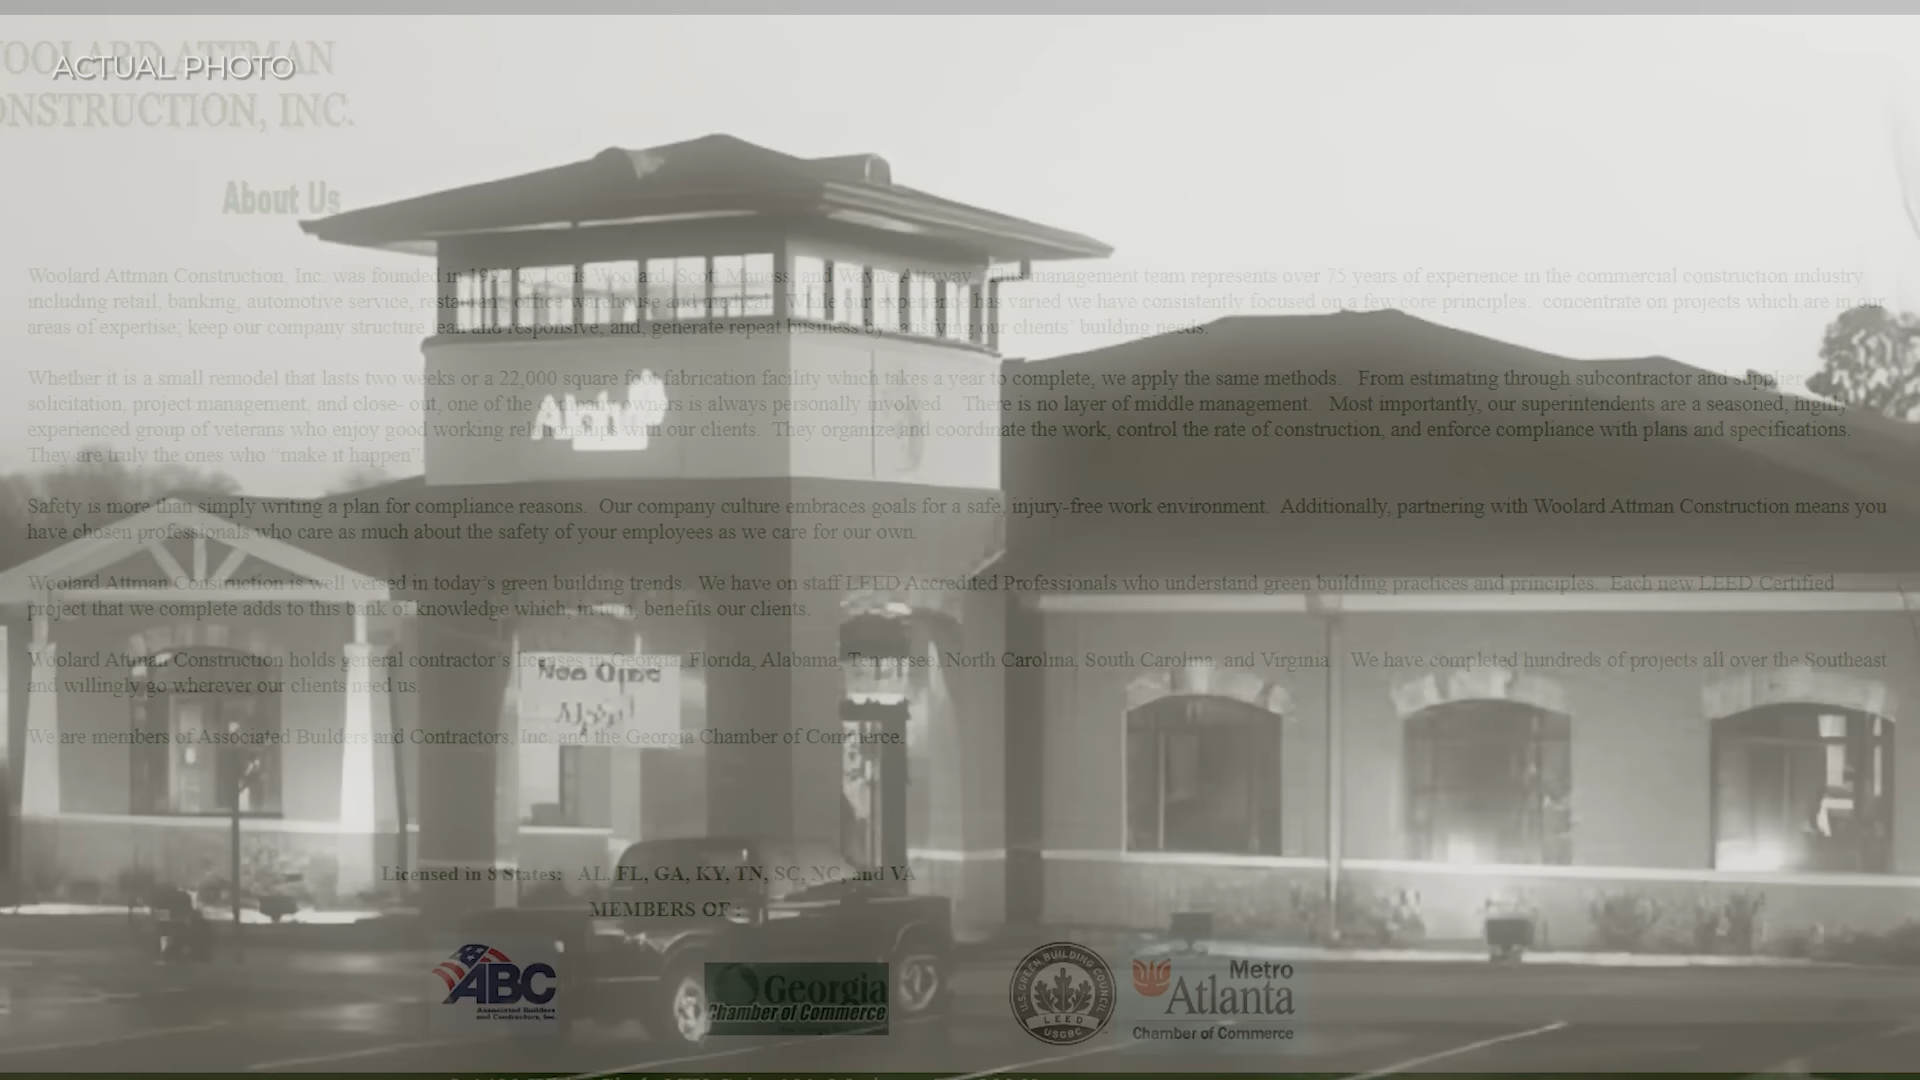 WOOLARD ATTMAN
ACTUAL PHOTO
CONSTRUCTION, INC.
About Us
Woolard Attman Construction, Inc. was founded in by Loris Woolard, Scott Maness, and Wayne Attaway. This management team represents over 75 years of experience in the commercial construction industry
including retail, banking, automotive service, restaurant, office warehouse and medical. While our experience has varied we have consistently focused on a few core principles. concentrate on projects which are in our
areas of expertise; keep our company structure lean and responsive; and, generate repeat business by satisfying our clients' building needs.
Whether it is a small remodel that lasts two weeks or a 22,000 square foot fabrication facility which takes a year to complete, we apply the same methods. From estimating through subcontractor and supplier
solicitation, project management, and close- out, one of the company owners is always personally involved. There is no layer of middle management. Most importantly, our superintendents are a seasoned, highly
experienced group of veterans who enjoy good working relationships with our clients. They organize and coordinate the work, control the rate of construction, and enforce compliance with plans and specifications.
They are truly the ones who “make it happen”.
Safety is more than simply writing a plan for compliance reasons. Our company culture embraces goals for a safe, injury-free work environment. Additionally, partnering with Woolard Attman Construction means you
have chosen professionals who care as much about the safety of your employees as we care for our own.
Woolard Attman Construction is well versed in today’s green building trends. We have on staff LEED Accredited Professionals who understand green building practices and principles. Each new LEED Certified
project that we complete adds to this bank of knowledge which, in turn, benefits our clients.
Woolard Attman Construction holds general contractor’s licenses in Georgia, Florida, Alabama, Tennessee, North Carolina, South Carolina, and Virginia. We have completed hundreds of projects all over the Southeast
and willingly go wherever our clients need us.
We are members of Associated Builders and Contractors, Inc. and the Georgia Chamber of Commerce.
Licensed in 8 States: AL, FL, GA, KY, TN, SC, NC, and VA
MEMBERS OF :
ABC
Associated Builders
and Contractors, Inc.
Georgia
Chamber of Commerce
U.S. GREEN BUILDING COUNCIL
LEED
USGBC
Metro
Atlanta
Chamber of Commerce